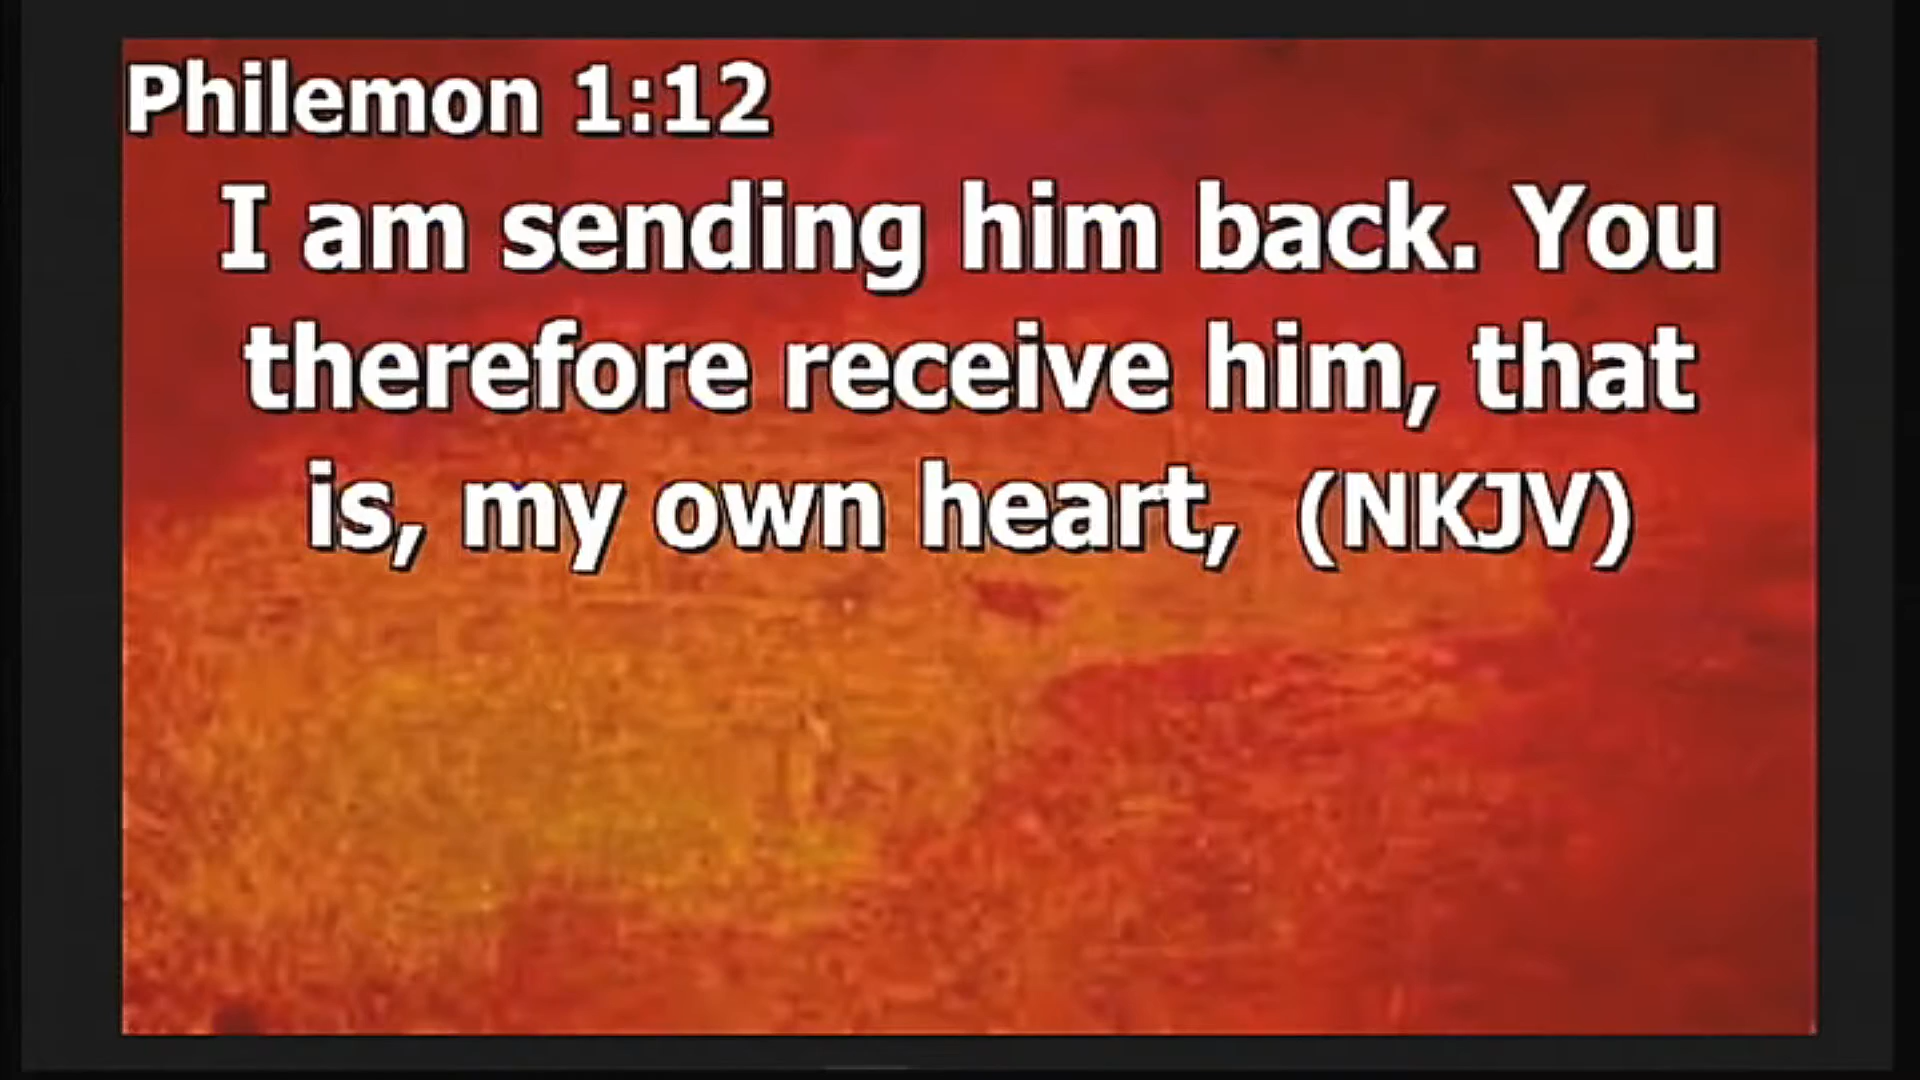 Philemon 1:12
I am sending him back. You
therefore receive him, that
is, my own heart, (NKJV)